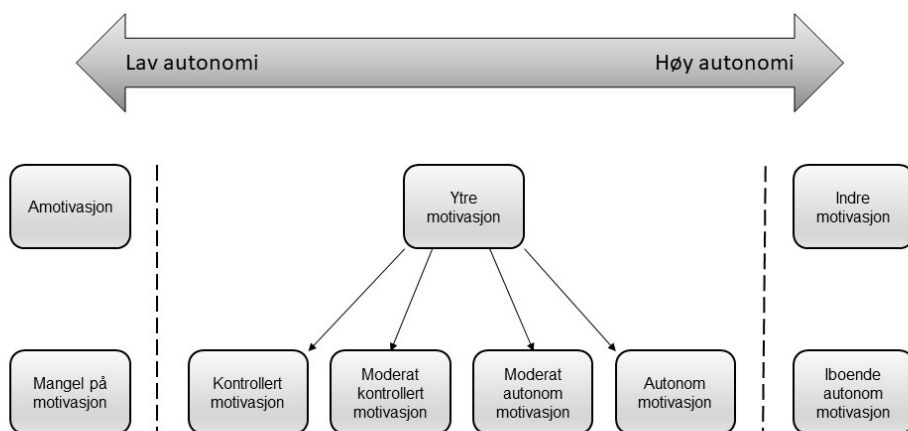 Lav autonomi
Høy autonomi
Amotivasjon
Ytre
motivasjon
Indre
motivasjon
Mangel på
motivasjon
Kontrollert
motivasjon
Moderat
kontrollert
motivasjon
Moderat
autonom
motivasjon
Autonom
motivasjon
Iboende
autonom
motivasjon